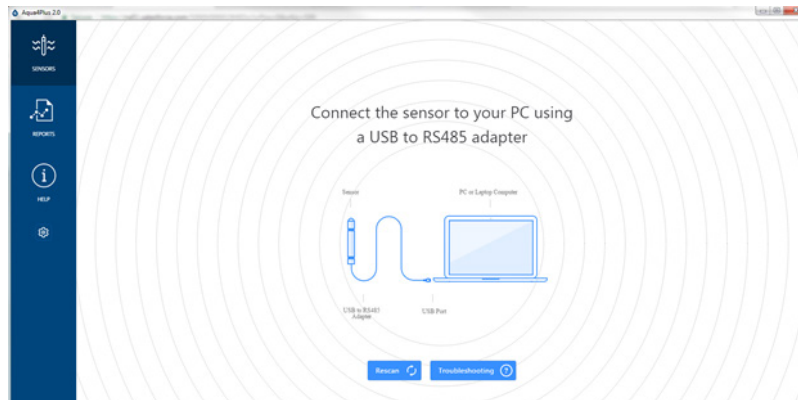 Aqua4Plus 2.0
SENSORS
REPORTS
HELP
Connect the sensor to your PC using
a USB to RS485 adapter
Sensor
PC or Laptop Computer
USB to RS485
Adapter
USB Port
Rescan
Troubleshooting